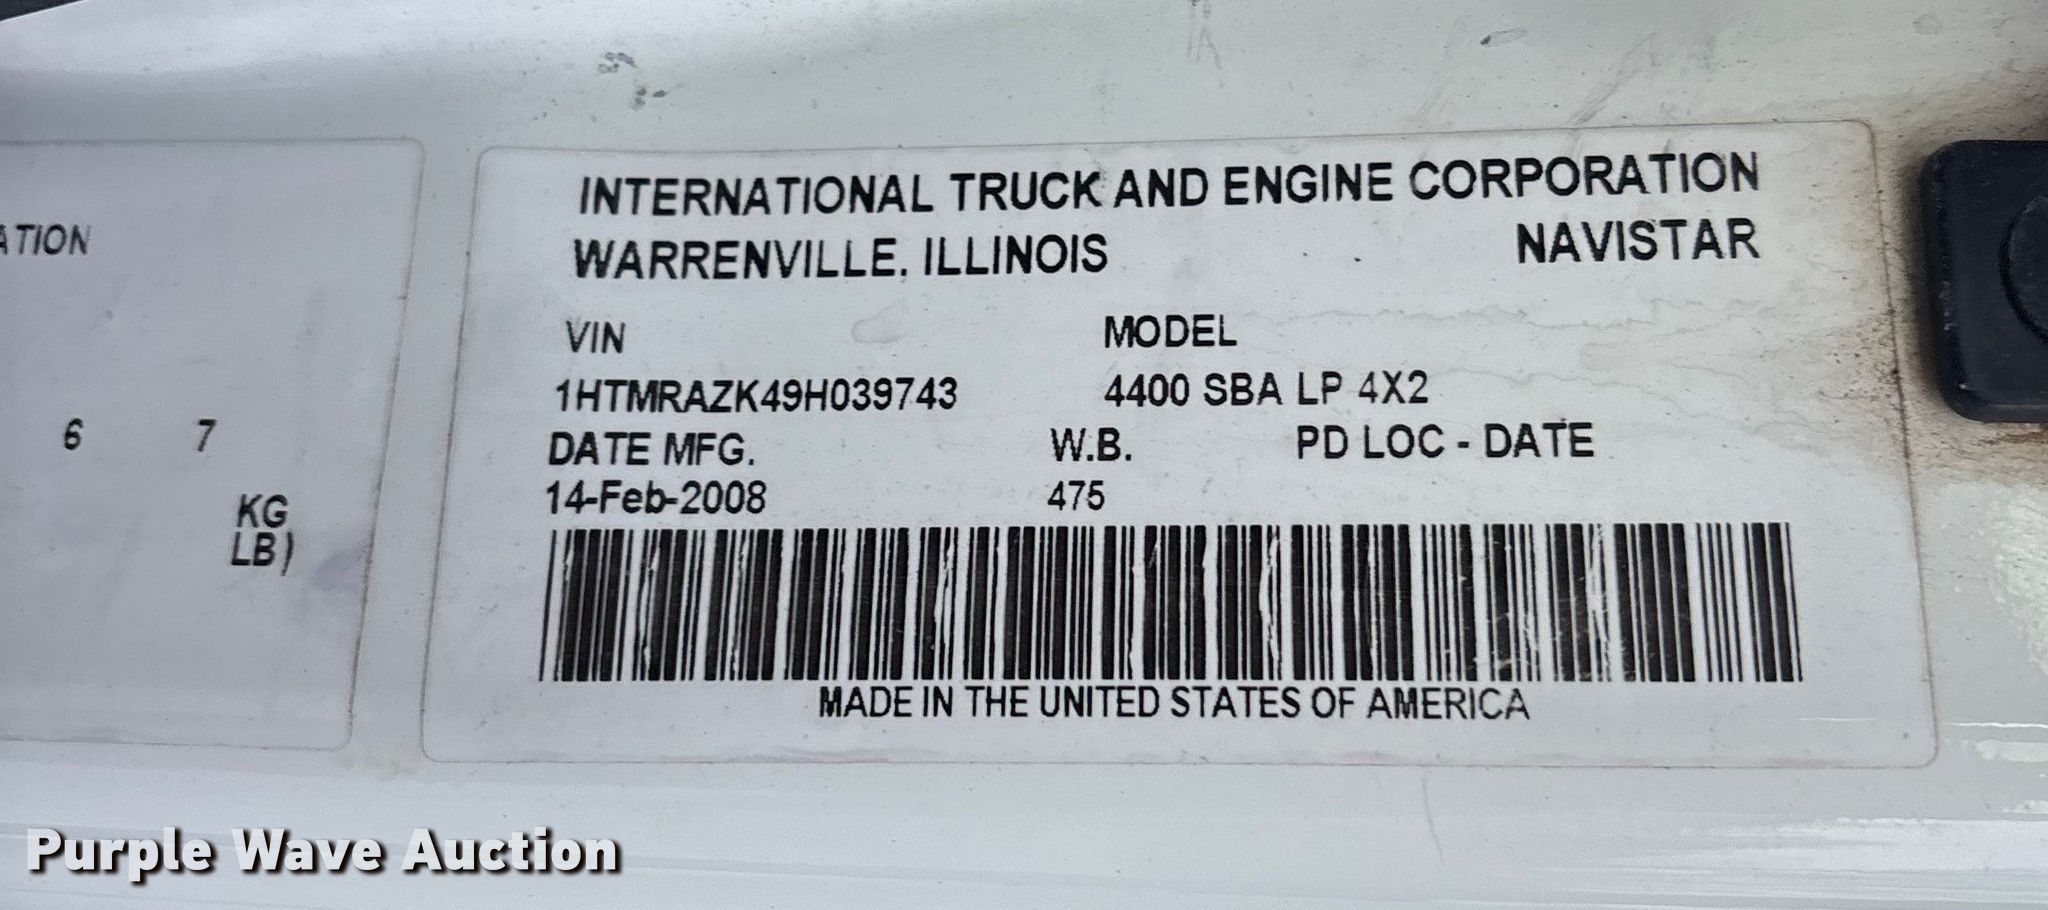 ATION
6 7
KG
LB)
INTERNATIONAL TRUCK AND ENGINE CORPORATION
WARRENVILLE, ILLINOIS NAVISTAR
VIN MODEL
1HTMRAZK49H039743 4400 SBA LP 4X2
DATE MFG. W.B. PD LOC - DATE
14-Feb-2008 475
MADE IN THE UNITED STATES OF AMERICA
Purple Wave Auction